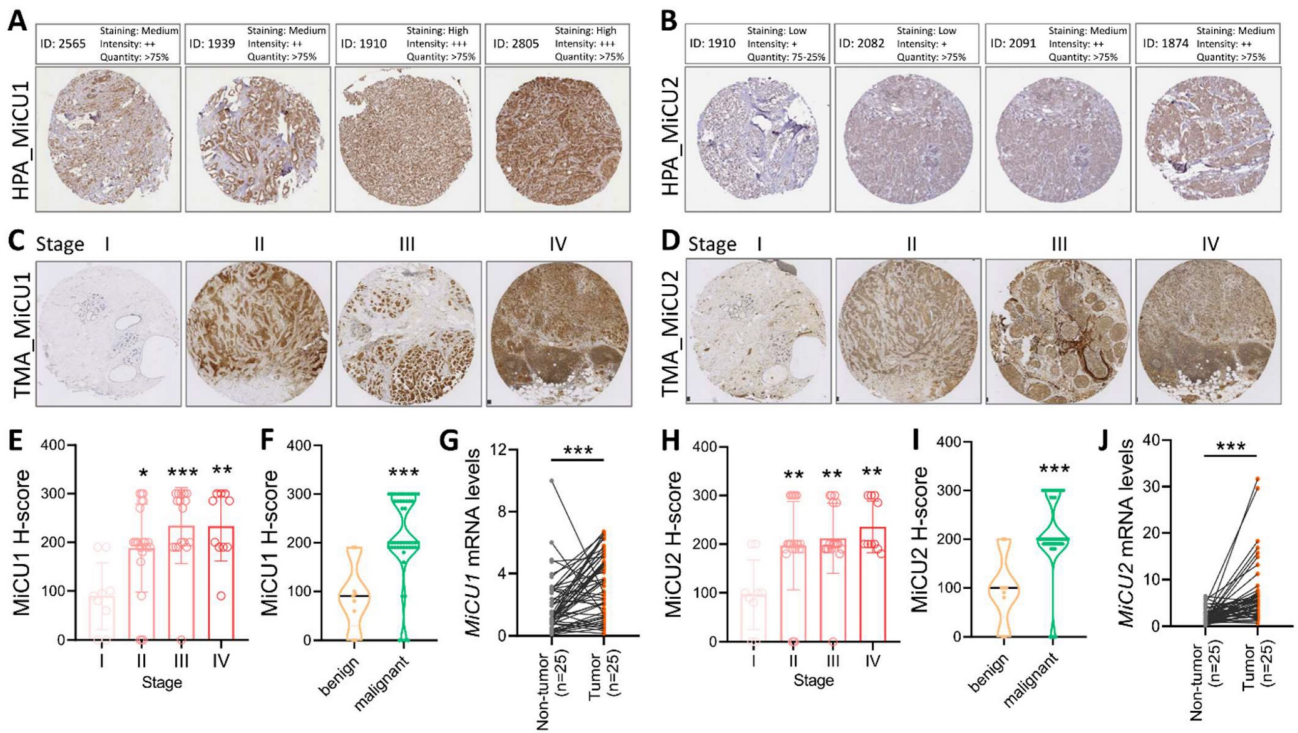 A
ID: 2565
Staining: Medium
Intensity: ++
Quantity: >75%
ID: 1939
Staining: Medium
Intensity: ++
Quantity: >75%
ID: 1910
Staining: High
Intensity: +++
Quantity: >75%
ID: 2805
Staining: High
Intensity: +++
Quantity: >75%
HPA_MiCU1
B
ID: 1910
Staining: Low
Intensity: +
Quantity: 75-25%
ID: 2082
Staining: Low
Intensity: +
Quantity: >75%
ID: 2091
Staining: Medium
Intensity: ++
Quantity: >75%
ID: 1874
Staining: Medium
Intensity: ++
Quantity: >75%
HPA_MiCU2
C
Stage I II III IV
TMA_MiCU1
D
Stage I II III IV
TMA_MiCU2
E
MiCU1 H-score
400
300
200
100
0
* *** **
I II III IV
Stage
F
MiCU1 H-score
400
300
200
100
0
***
benign
malignant
G
MiCU1 mRNA levels
12
8
4
0
***
Non-tumor
(n=25)
Tumor
(n=25)
H
MiCU2 H-score
400
300
200
100
0
** ** **
I II III IV
Stage
I
MiCU2 H-score
400
300
200
100
0
***
benign
malignant
J
MiCU2 mRNA levels
40
30
20
10
0
***
Non-tumor
(n=25)
Tumor
(n=25)